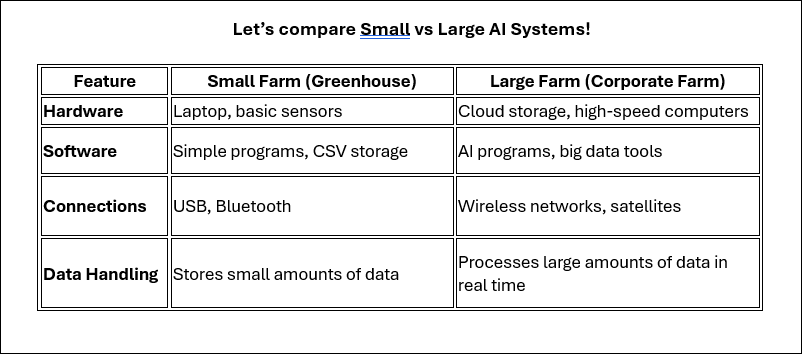 Let’s compare Small vs Large AI Systems!
Feature Small Farm (Greenhouse) Large Farm (Corporate Farm)
Hardware Laptop, basic sensors Cloud storage, high-speed computers
Software Simple programs, CSV storage AI programs, big data tools
Connections USB, Bluetooth Wireless networks, satellites
Data Handling Stores small amounts of data Processes large amounts of data in
real time